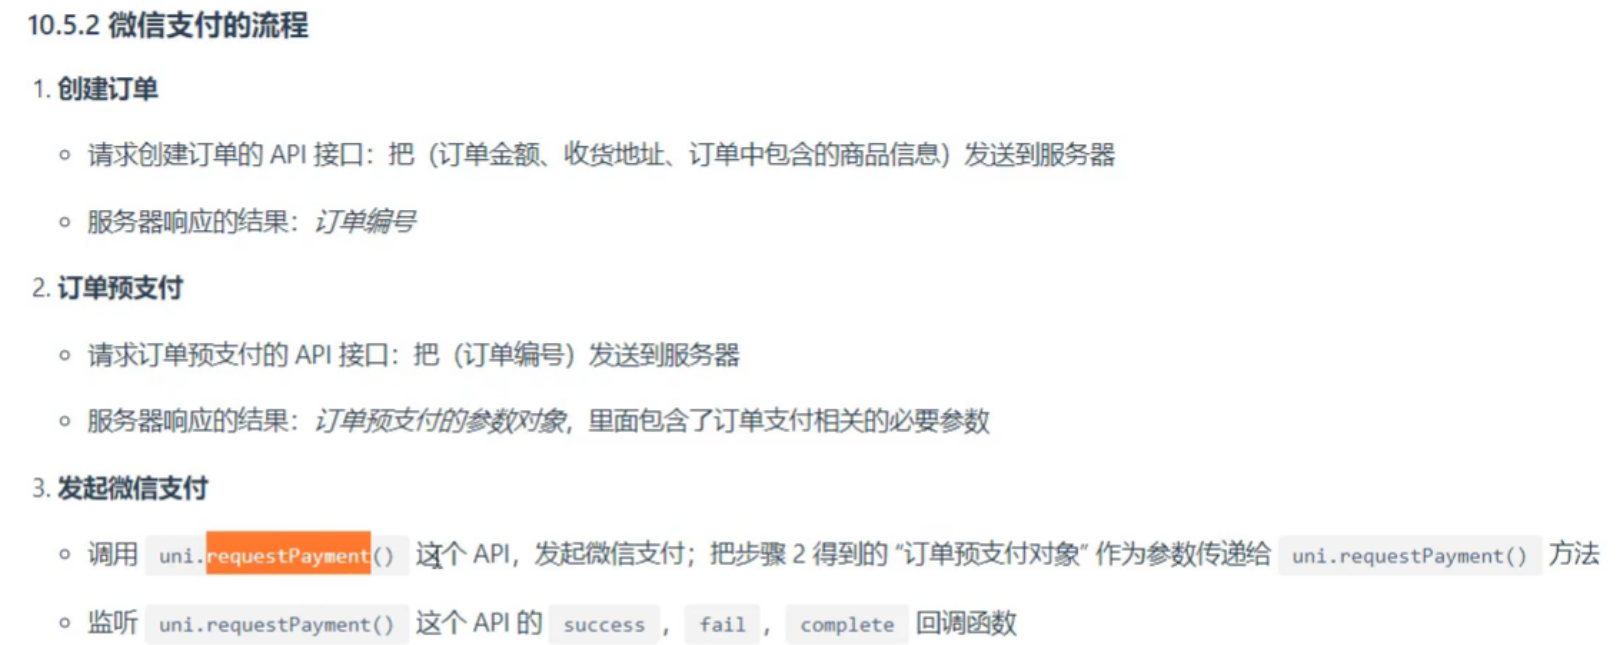 10.5.2 微信支付的流程
1. 创建订单
请求创建订单的 API 接口：把（订单金额、收货地址、订单中包含的商品信息）发送到服务器
服务器响应的结果：订单编号
2. 订单预支付
请求订单预支付的 API 接口：把（订单编号）发送到服务器
服务器响应的结果：订单预支付的参数对象，里面包含了订单支付相关的必要参数
3. 发起微信支付
调用 uni.requestPayment() 这个 API，发起微信支付；把步骤 2 得到的 “订单预支付对象” 作为参数传递给 uni.requestPayment() 方法
监听 uni.requestPayment() 这个 API 的 success ， fail ， complete 回调函数